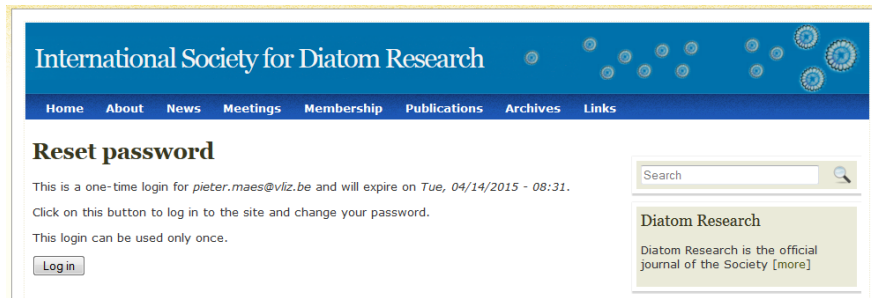 International Society for Diatom Research
Home About News Meetings Membership Publications Archives Links
Reset password
This is a one-time login for pieter.maes@vliz.be and will expire on Tue, 04/14/2015 - 08:31.
Click on this button to log in to the site and change your password.
This login can be used only once.
Log in
Search
Diatom Research
Diatom Research is the official
journal of the Society [more]